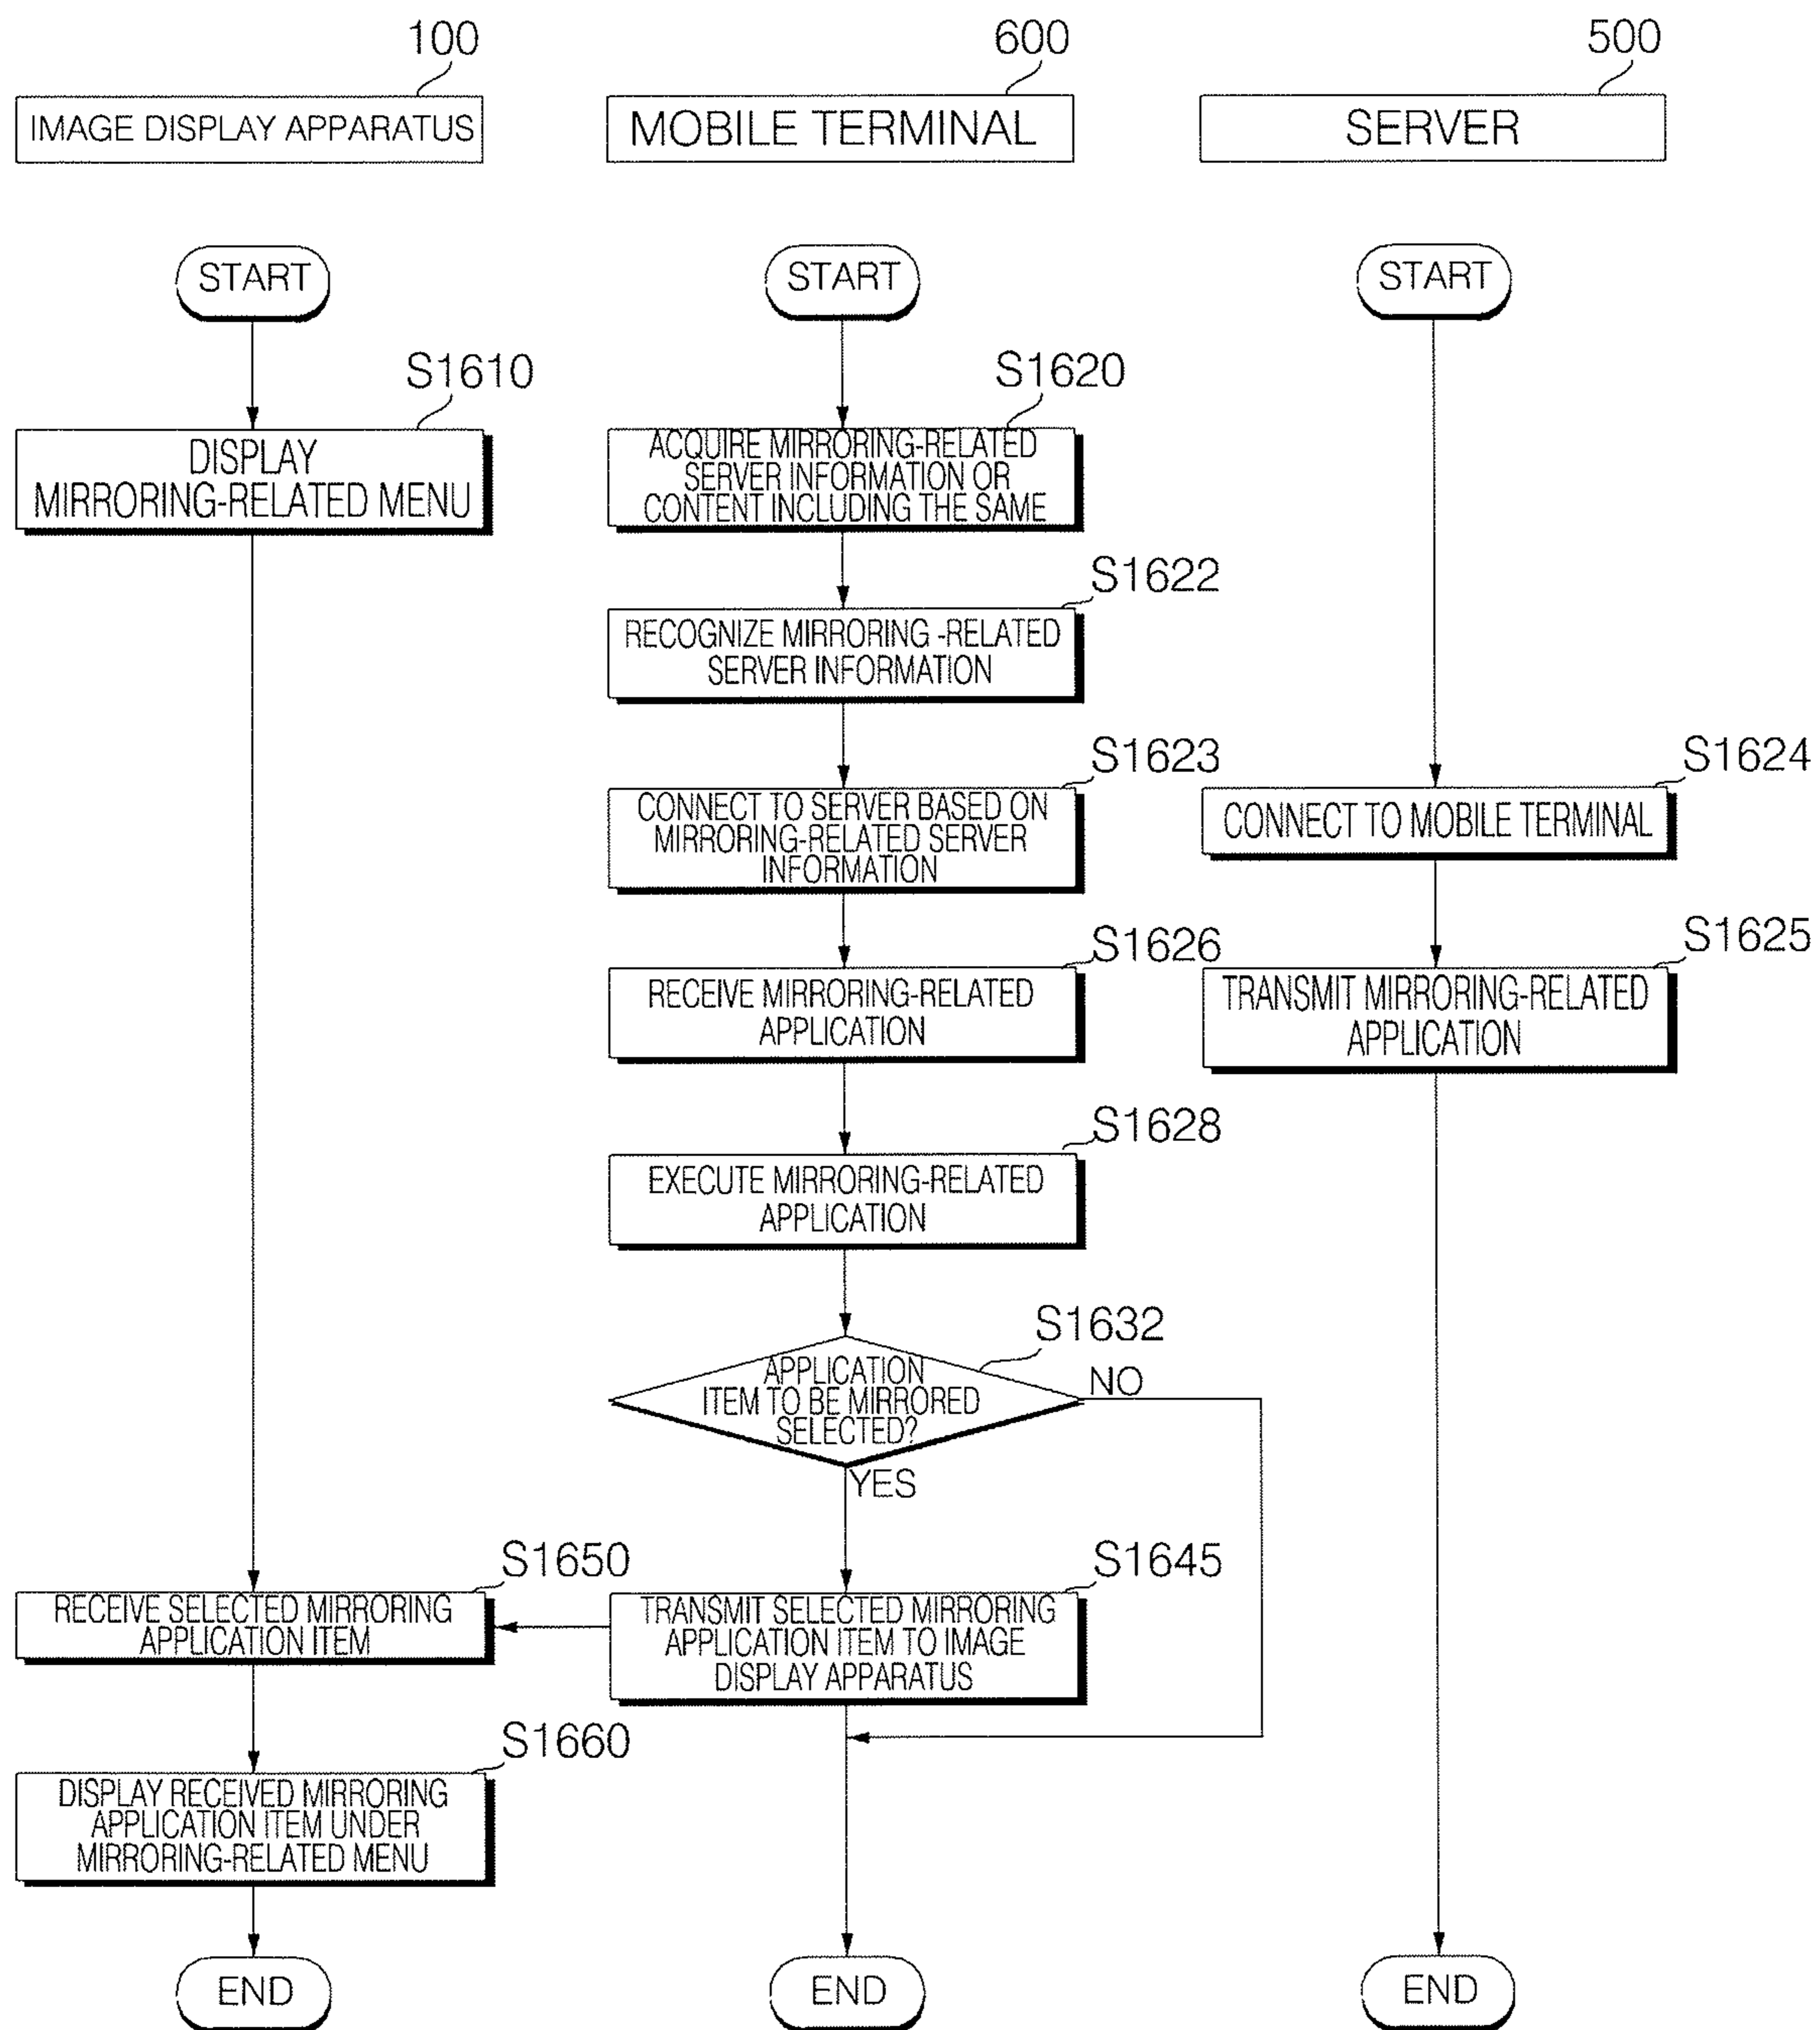 100
600
500
IMAGE DISPLAY APPARATUS
MOBILE TERMINAL
SERVER
START
START
START
S1610
DISPLAY
MIRRORING-RELATED MENU
S1620
ACQUIRE MIRRORING-RELATED
SERVER INFORMATION OR
CONTENT INCLUDING THE SAME
S1622
RECOGNIZE MIRRORING -RELATED
SERVER INFORMATION
S1623
CONNECT TO SERVER BASED ON
MIRRORING-RELATED SERVER
INFORMATION
S1624
CONNECT TO MOBILE TERMINAL
S1626
RECEIVE MIRRORING-RELATED
APPLICATION
S1625
TRANSMIT MIRRORING-RELATED
APPLICATION
S1628
EXECUTE MIRRORING-RELATED
APPLICATION
S1632
APPLICATION
ITEM TO BE MIRRORED
SELECTED?
NO
YES
S1650
RECEIVE SELECTED MIRRORING
APPLICATION ITEM
S1645
TRANSMIT SELECTED MIRRORING
APPLICATION ITEM TO IMAGE
DISPLAY APPARATUS
S1660
DISPLAY RECEIVED MIRRORING
APPLICATION ITEM UNDER
MIRRORING-RELATED MENU
END
END
END